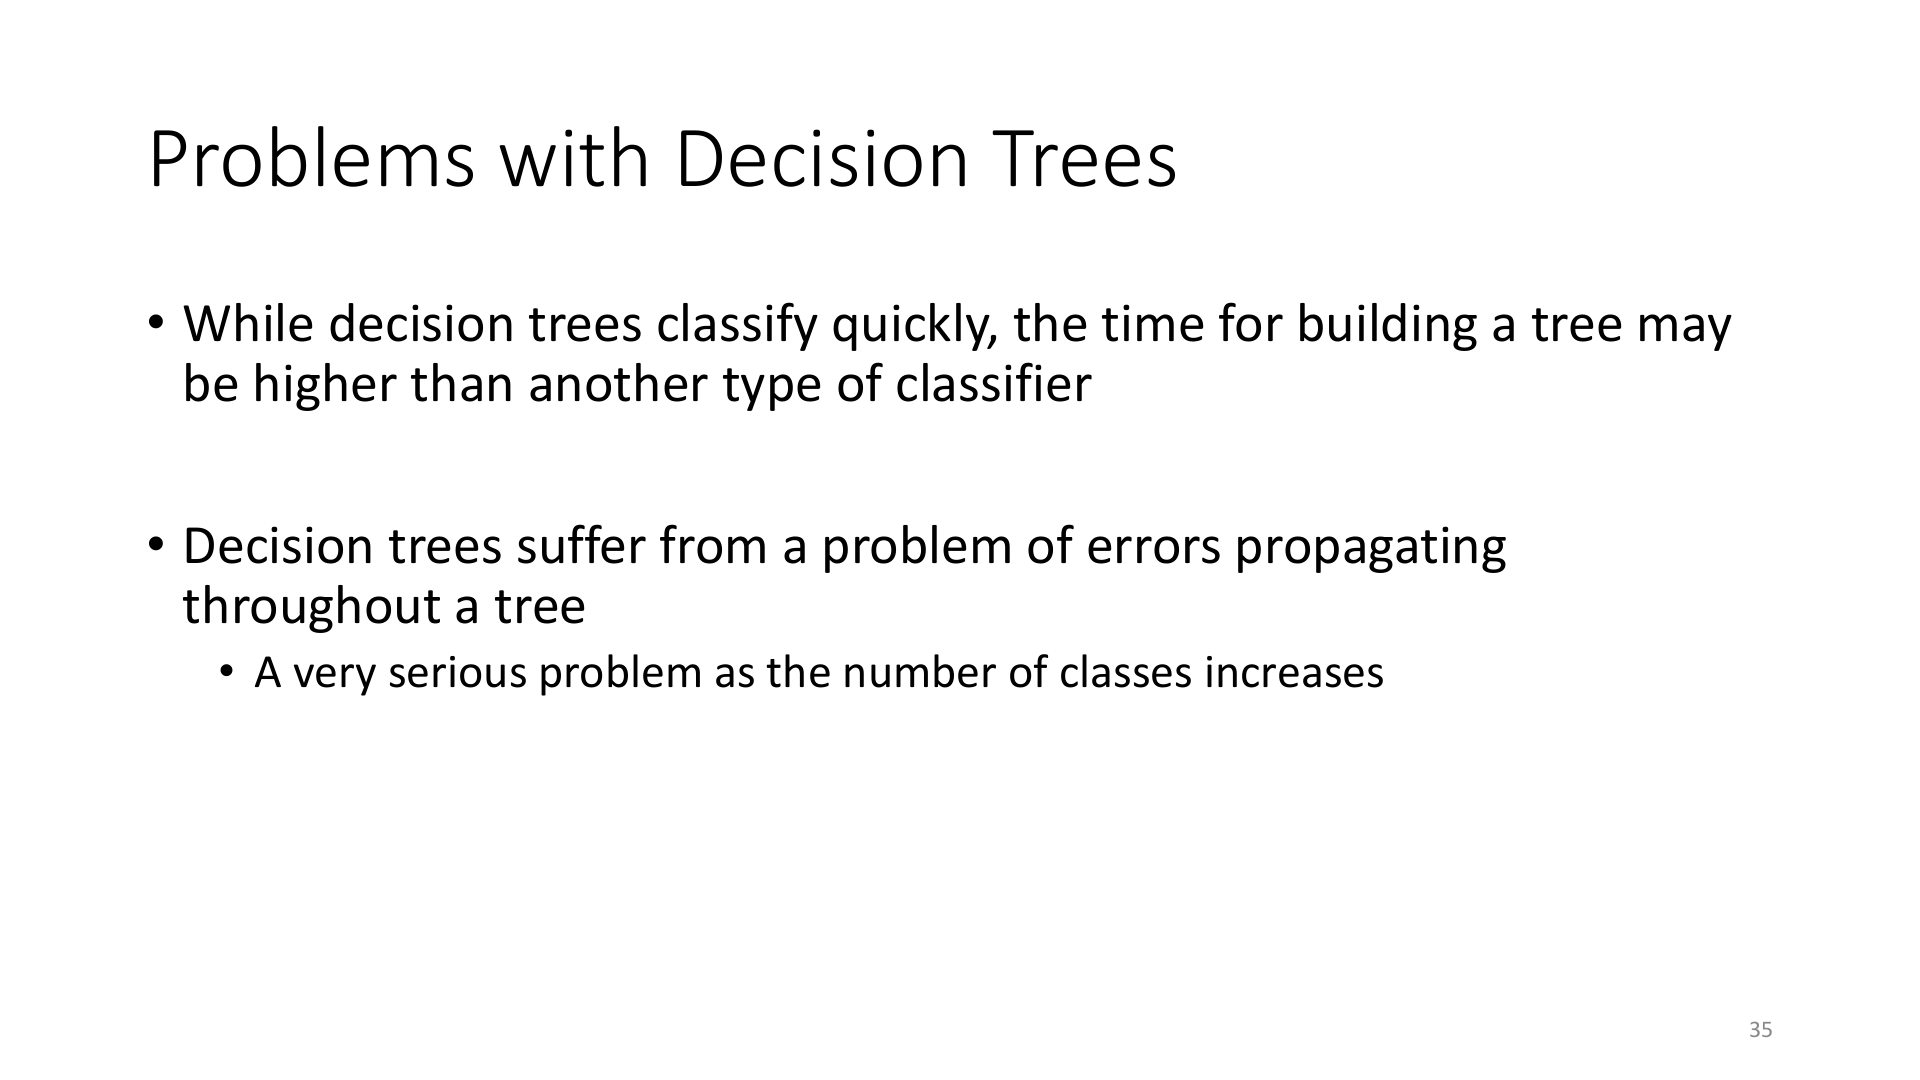 Problems with Decision Trees
• While decision trees classify quickly, the time for building a tree may
be higher than another type of classifier
• Decision trees suffer from a problem of errors propagating
throughout a tree
• A very serious problem as the number of classes increases
35